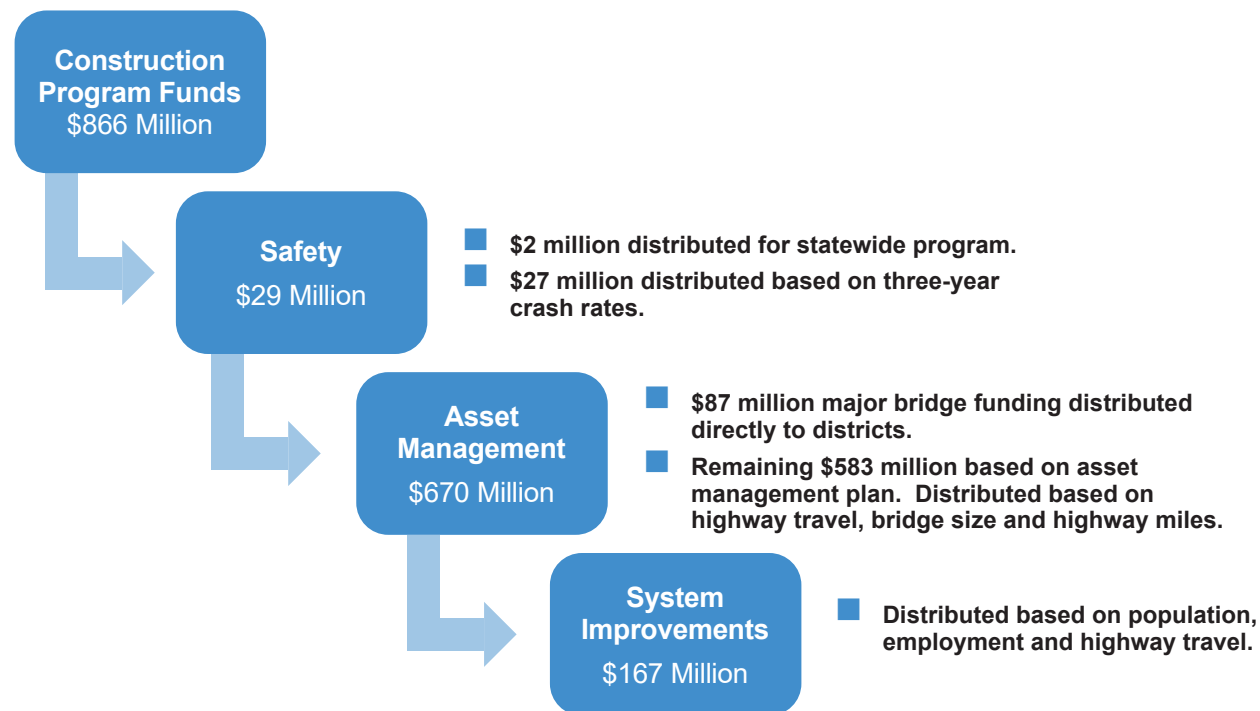 Construction
Program Funds
$866 Million
Safety
$29 Million
$2 million distributed for statewide program.
$27 million distributed based on three-year
crash rates.
Asset
Management
$670 Million
$87 million major bridge funding distributed
directly to districts.
Remaining $583 million based on asset
management plan.  Distributed based on
highway travel, bridge size and highway miles.
System
Improvements
$167 Million
Distributed based on population,
employment and highway travel.